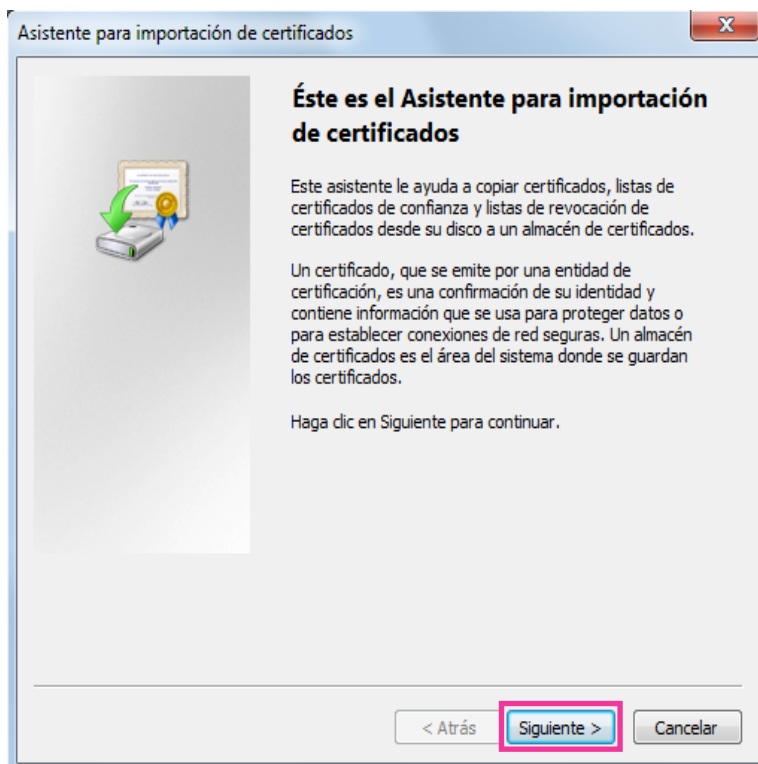 Asistente para importación de certificados
X
Éste es el Asistente para importación
de certificados
Este asistente le ayuda a copiar certificados, listas de
certificados de confianza y listas de revocación de
certificados desde su disco a un almacén de certificados.
Un certificado, que se emite por una entidad de
certificación, es una confirmación de su identidad y
contiene información que se usa para proteger datos o
para establecer conexiones de red seguras. Un almacén
de certificados es el área del sistema donde se guardan
los certificados.
Haga clic en Siguiente para continuar.
< Atrás
Siguiente >
Cancelar